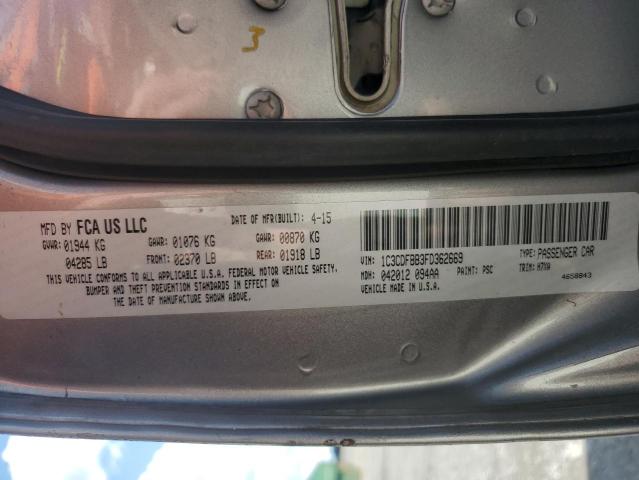 3
MFD BY FCA US LLC
DATE OF MFR(BUILT): 4-15
GVWR: 01944 KG
04285 LB
GAWR: 01076 KG
FRONT: 02370 LB
GAWR: 00870 KG
REAR: 01918 LB
THIS VEHICLE CONFORMS TO ALL APPLICABLE U.S.A. FEDERAL MOTOR VEHICLE SAFETY,
BUMPER AND THEFT PREVENTION STANDARDS IN EFFECT ON
THE DATE OF MANUFACTURE SHOWN ABOVE.
VIN: 1C3CDFBB3FD362669
TYPE: PASSENGER CAR
MDH: 042012 094AA
PAINT: PSC
TRIM: H7X9
VEHICLE MADE IN U.S.A.
4658843